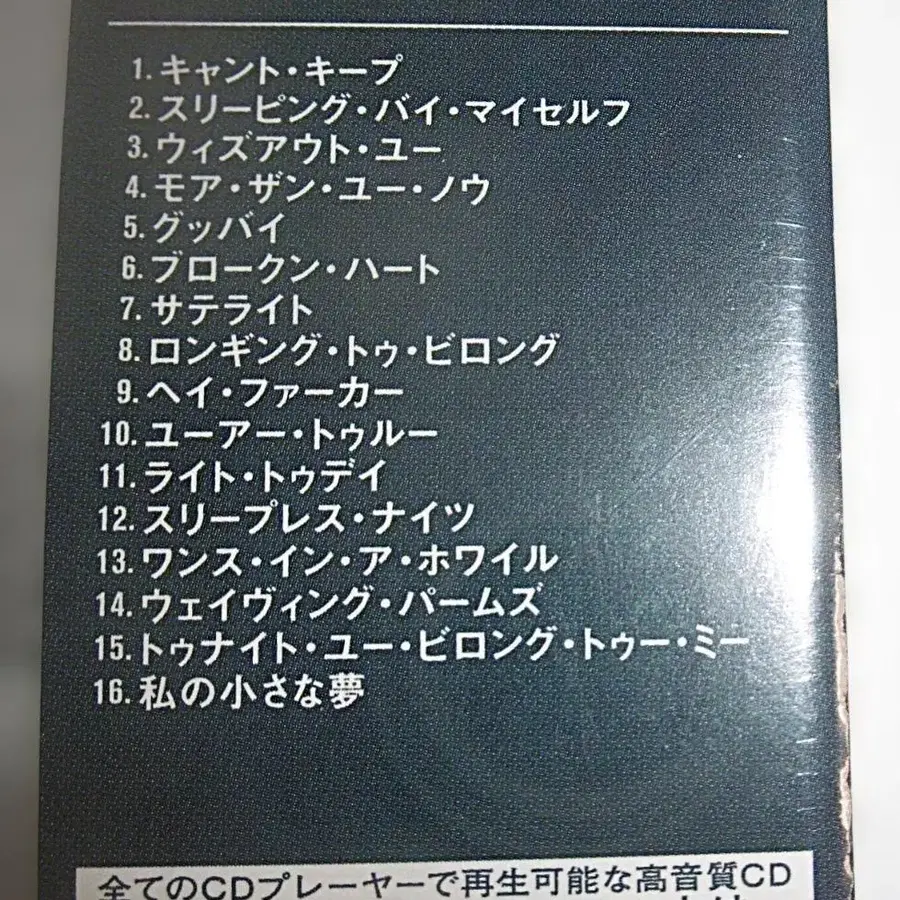 1. キャント・キープ
2. スリーピング・バイ・マイセルフ
3. ウィズアウト・ユー
4. モア・ザン・ユー・ノウ
5. グッバイ
6. ブロークン・ハート
7. サテライト
8. ロンギング・トゥ・ビロング
9. ヘイ・ファーカー
10. ユーアー・トゥルー
11. ライト・トゥデイ
12. スリープレス・ナイツ
13. ワンス・イン・ア・ホワイル
14. ウェイヴィング・パームズ
15. トゥナイト・ユー・ビロング・トゥー・ミー
16. 私の小さな夢
全てのCDプレーヤーで再生可能な高音質CD